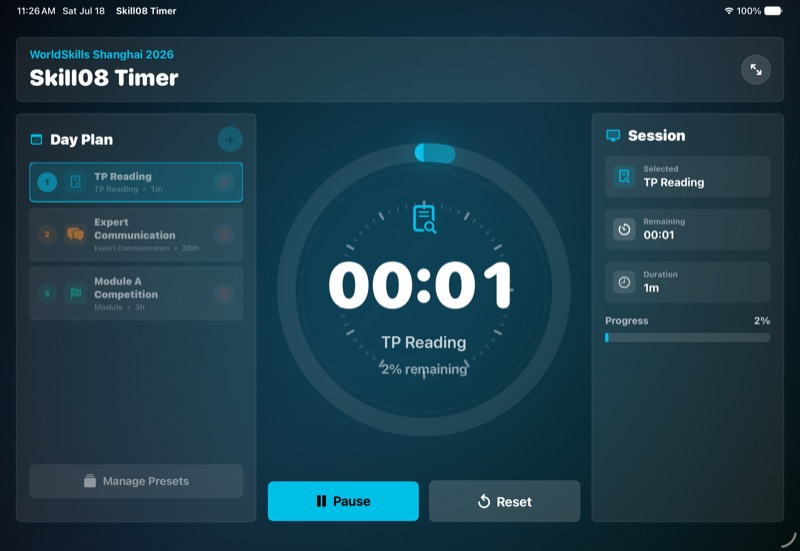 11:26 AM Sat Jul 18 Skill08 Timer
100%
WorldSkills Shanghai 2026
Skill08 Timer
Day Plan
1
TP Reading
TP Reading • 1m
2
Expert
Communication
Expert Communication • 30m
3
Module A
Competition
Module • 3h
Manage Presets
00:01
TP Reading
2% remaining
Pause
Reset
Session
Selected
TP Reading
Remaining
00:01
Duration
1m
Progress 2%